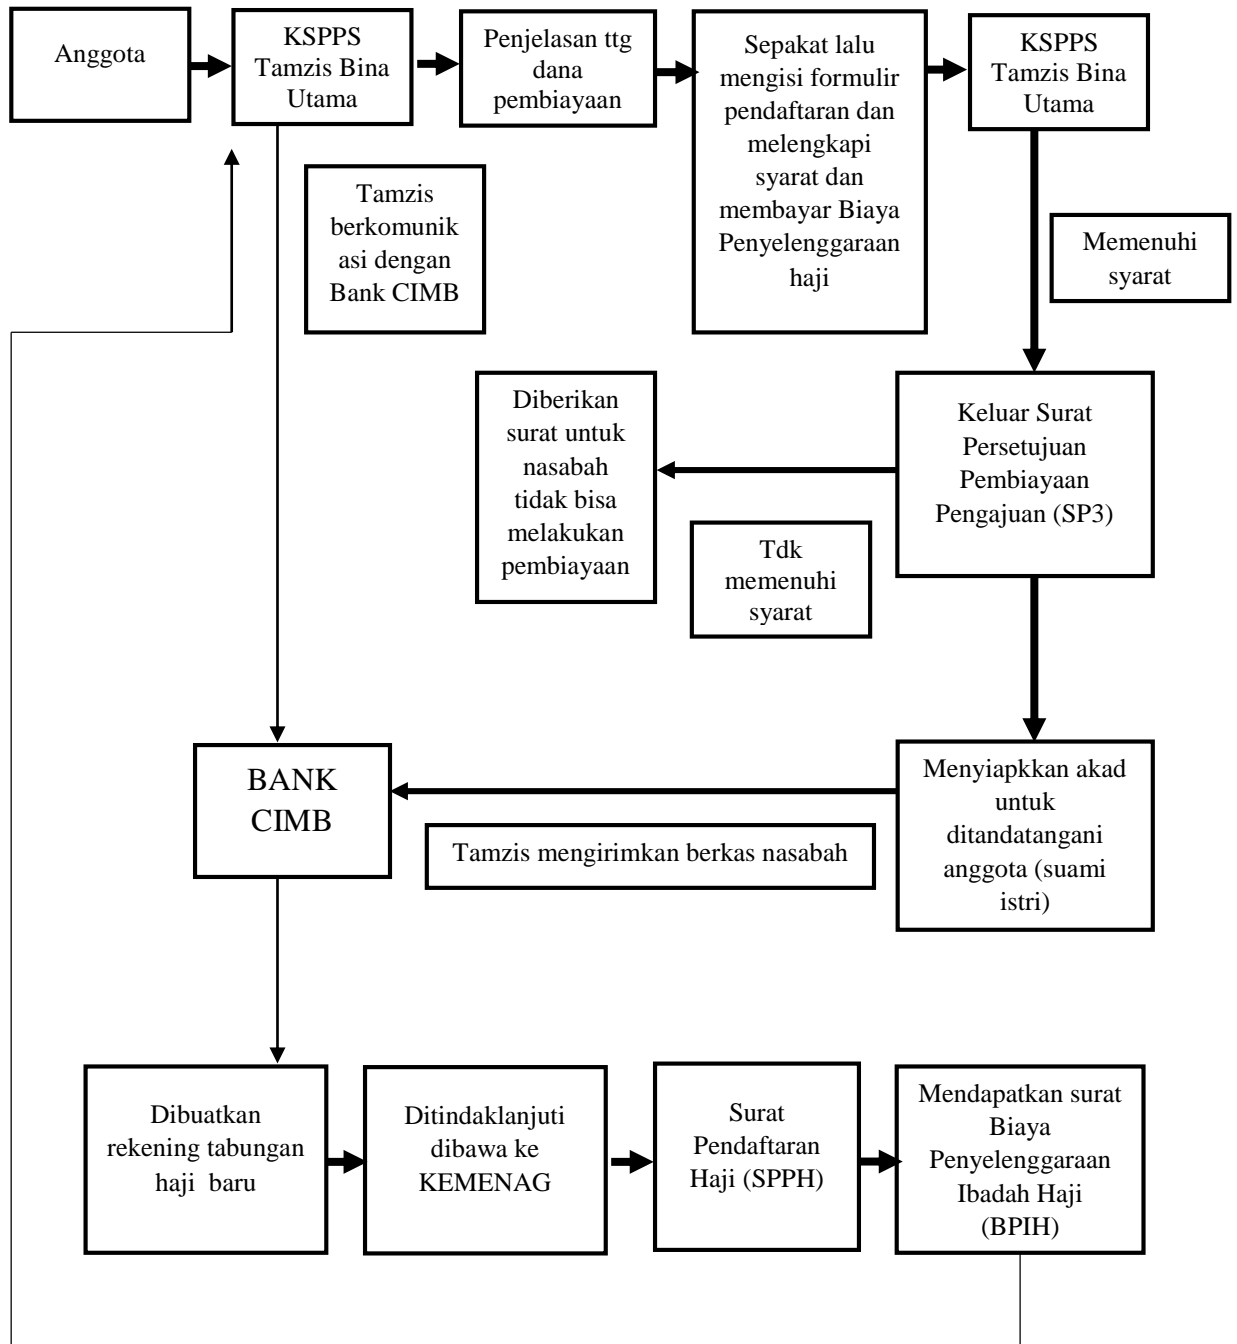 Anggota
KSPPS
Tamzis Bina
Utama
Penjelasan ttg
dana
pembiayaan
Sepakat lalu
mengisi formulir
pendaftaran dan
melengkapi
syarat dan
membayar Biaya
Penyelenggaraan
haji
KSPPS
Tamzis Bina
Utama
Tamzis
berkomunik
asi dengan
Bank CIMB
Memenuhi
syarat
Diberikan
surat untuk
nasabah
tidak bisa
melakukan
pembiayaan
Keluar Surat
Persetujuan
Pembiayaan
Pengajuan (SP3)
Tdk
memenuhi
syarat
BANK
CIMB
Menyiapkkan akad
untuk
ditandatangani
anggota (suami
istri)
Tamzis mengirimkan berkas nasabah
Dibuatkan
rekening tabungan
haji baru
Ditindaklanjuti
dibawa ke
KEMENAG
Surat
Pendaftaran
Haji (SPPH)
Mendapatkan surat
Biaya
Penyelenggaraan
Ibadah Haji
(BPIH)